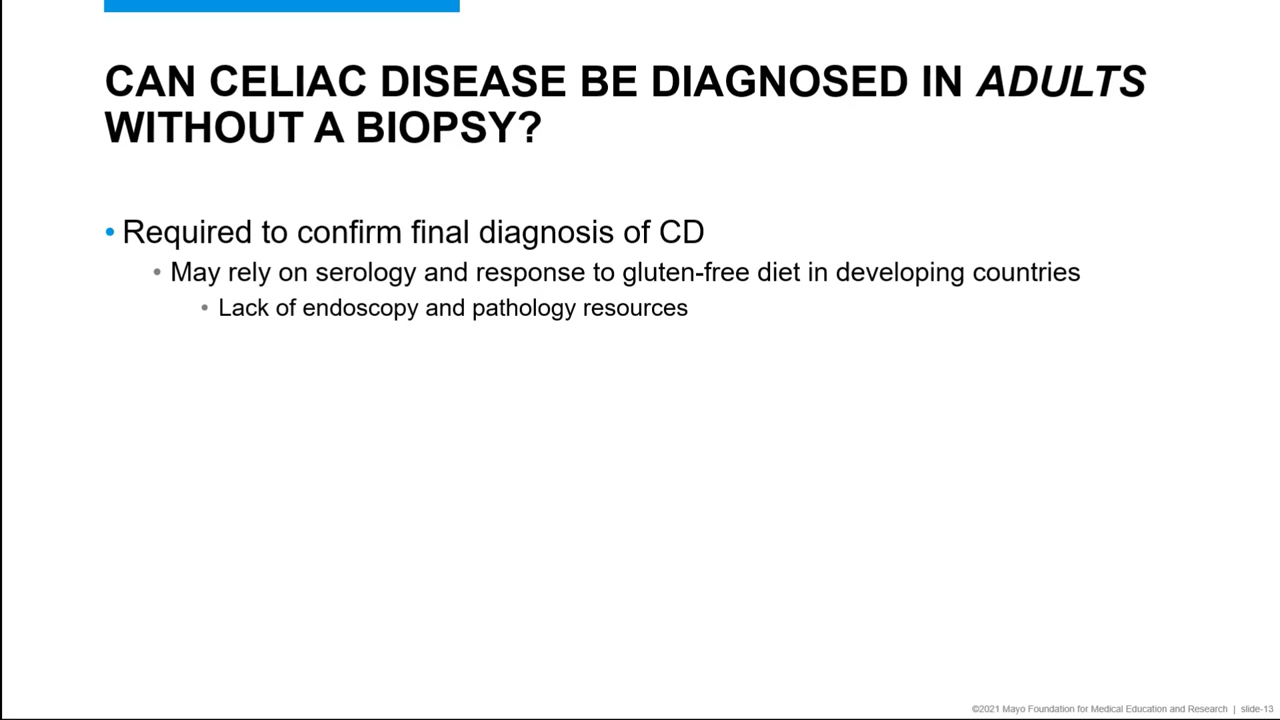 CAN CELIAC DISEASE BE DIAGNOSED IN ADULTS
WITHOUT A BIOPSY?
• Required to confirm final diagnosis of CD
• May rely on serology and response to gluten-free diet in developing countries
• Lack of endoscopy and pathology resources
©2021 Mayo Foundation for Medical Education and Research | slide-13